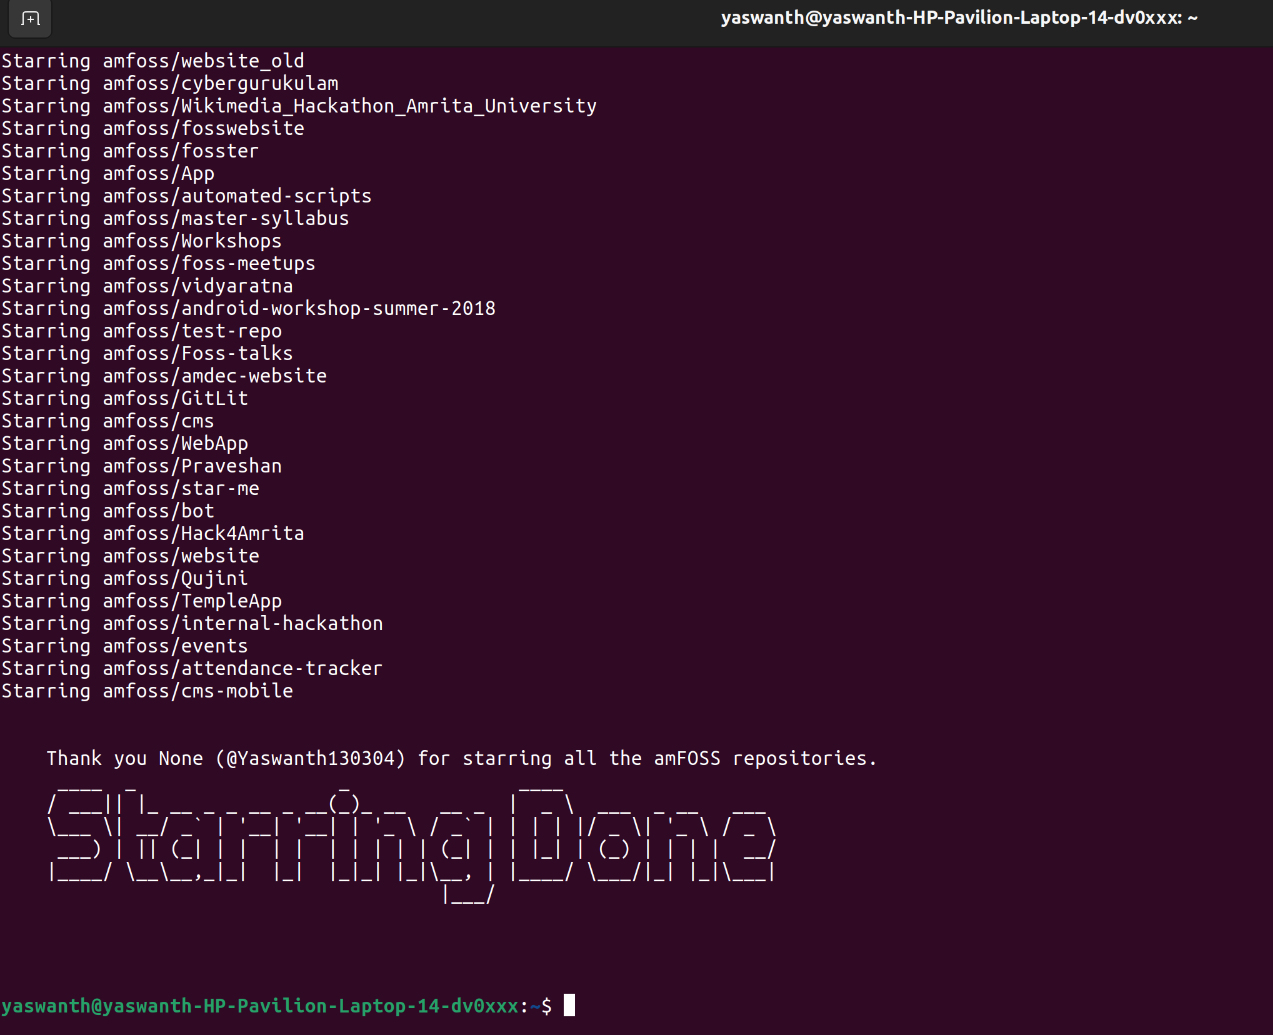 yaswanth@yaswanth-HP-Pavilion-Laptop-14-dv0xxx: ~
Starring amfoss/website_old
Starring amfoss/cybergurukulam
Starring amfoss/Wikimedia_Hackathon_Amrita_University
Starring amfoss/fosswebsite
Starring amfoss/fosster
Starring amfoss/App
Starring amfoss/automated-scripts
Starring amfoss/master-syllabus
Starring amfoss/Workshops
Starring amfoss/foss-meetups
Starring amfoss/vidyaratna
Starring amfoss/android-workshop-summer-2018
Starring amfoss/test-repo
Starring amfoss/Foss-talks
Starring amfoss/amdec-website
Starring amfoss/GitLit
Starring amfoss/cms
Starring amfoss/WebApp
Starring amfoss/Praveshan
Starring amfoss/star-me
Starring amfoss/bot
Starring amfoss/Hack4Amrita
Starring amfoss/website
Starring amfoss/Qujini
Starring amfoss/TempleApp
Starring amfoss/internal-hackathon
Starring amfoss/events
Starring amfoss/attendance-tracker
Starring amfoss/cms-mobile
Thank you None (@Yaswanth130304) for starring all the amFOSS repositories.
Starring Done
yaswanth@yaswanth-HP-Pavilion-Laptop-14-dv0xxx:~$